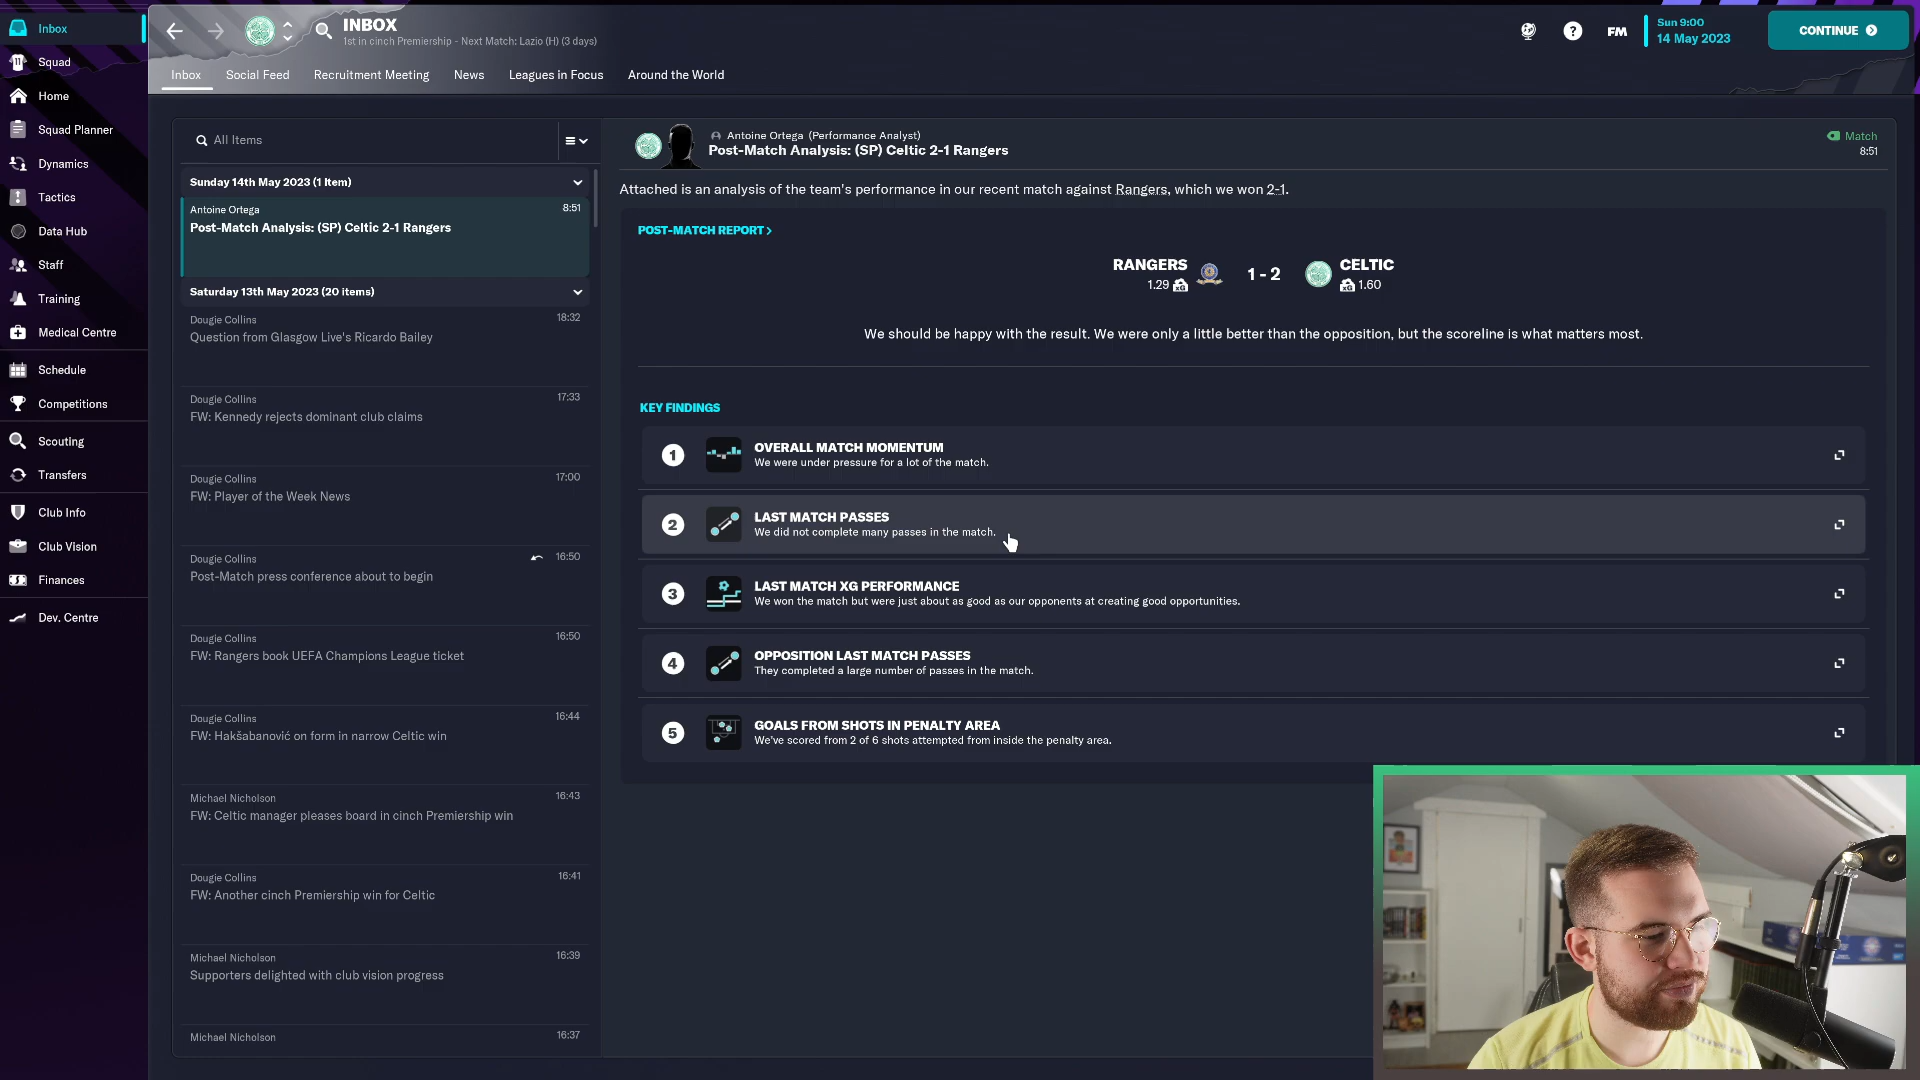 Inbox
Squad
Home
Squad Planner
Dynamics
Tactics
Data Hub
Staff
Training
Medical Centre
Schedule
Competitions
Scouting
Transfers
Club Info
Club Vision
Finances
Dev. Centre
INBOX
1st in cinch Premiership - Next Match: Lazio (H) (3 days)
?
FM
Sun 9:00
14 May 2023
CONTINUE
Inbox Social Feed Recruitment Meeting News Leagues in Focus Around the World
All Items
Sunday 14th May 2023 (1 Item)
Antoine Ortega 8:51
Post-Match Analysis: (SP) Celtic 2-1 Rangers
Saturday 13th May 2023 (20 items)
Dougie Collins 18:32
Question from Glasgow Live's Ricardo Bailey
Dougie Collins 17:33
FW: Kennedy rejects dominant club claims
Dougie Collins 17:00
FW: Player of the Week News
Dougie Collins 16:50
Post-Match press conference about to begin
Dougie Collins 16:50
FW: Rangers book UEFA Champions League ticket
Dougie Collins 16:44
FW: Hakšabanović on form in narrow Celtic win
Michael Nicholson 16:43
FW: Celtic manager pleases board in cinch Premiership win
Dougie Collins 16:41
FW: Another cinch Premiership win for Celtic
Michael Nicholson 16:39
Supporters delighted with club vision progress
Michael Nicholson 16:37
Antoine Ortega (Performance Analyst)
Post-Match Analysis: (SP) Celtic 2-1 Rangers
Match
8:51
Attached is an analysis of the team's performance in our recent match against Rangers, which we won 2-1.
POST-MATCH REPORT >
RANGERS 1 - 2 CELTIC
1.29 xG xG 1.60
We should be happy with the result. We were only a little better than the opposition, but the scoreline is what matters most.
KEY FINDINGS
1 OVERALL MATCH MOMENTUM
We were under pressure for a lot of the match.
2 LAST MATCH PASSES
We did not complete many passes in the match.
3 LAST MATCH XG PERFORMANCE
We won the match but were just about as good as our opponents at creating good opportunities.
4 OPPOSITION LAST MATCH PASSES
They completed a large number of passes in the match.
5 GOALS FROM SHOTS IN PENALTY AREA
We've scored from 2 of 6 shots attempted from inside the penalty area.